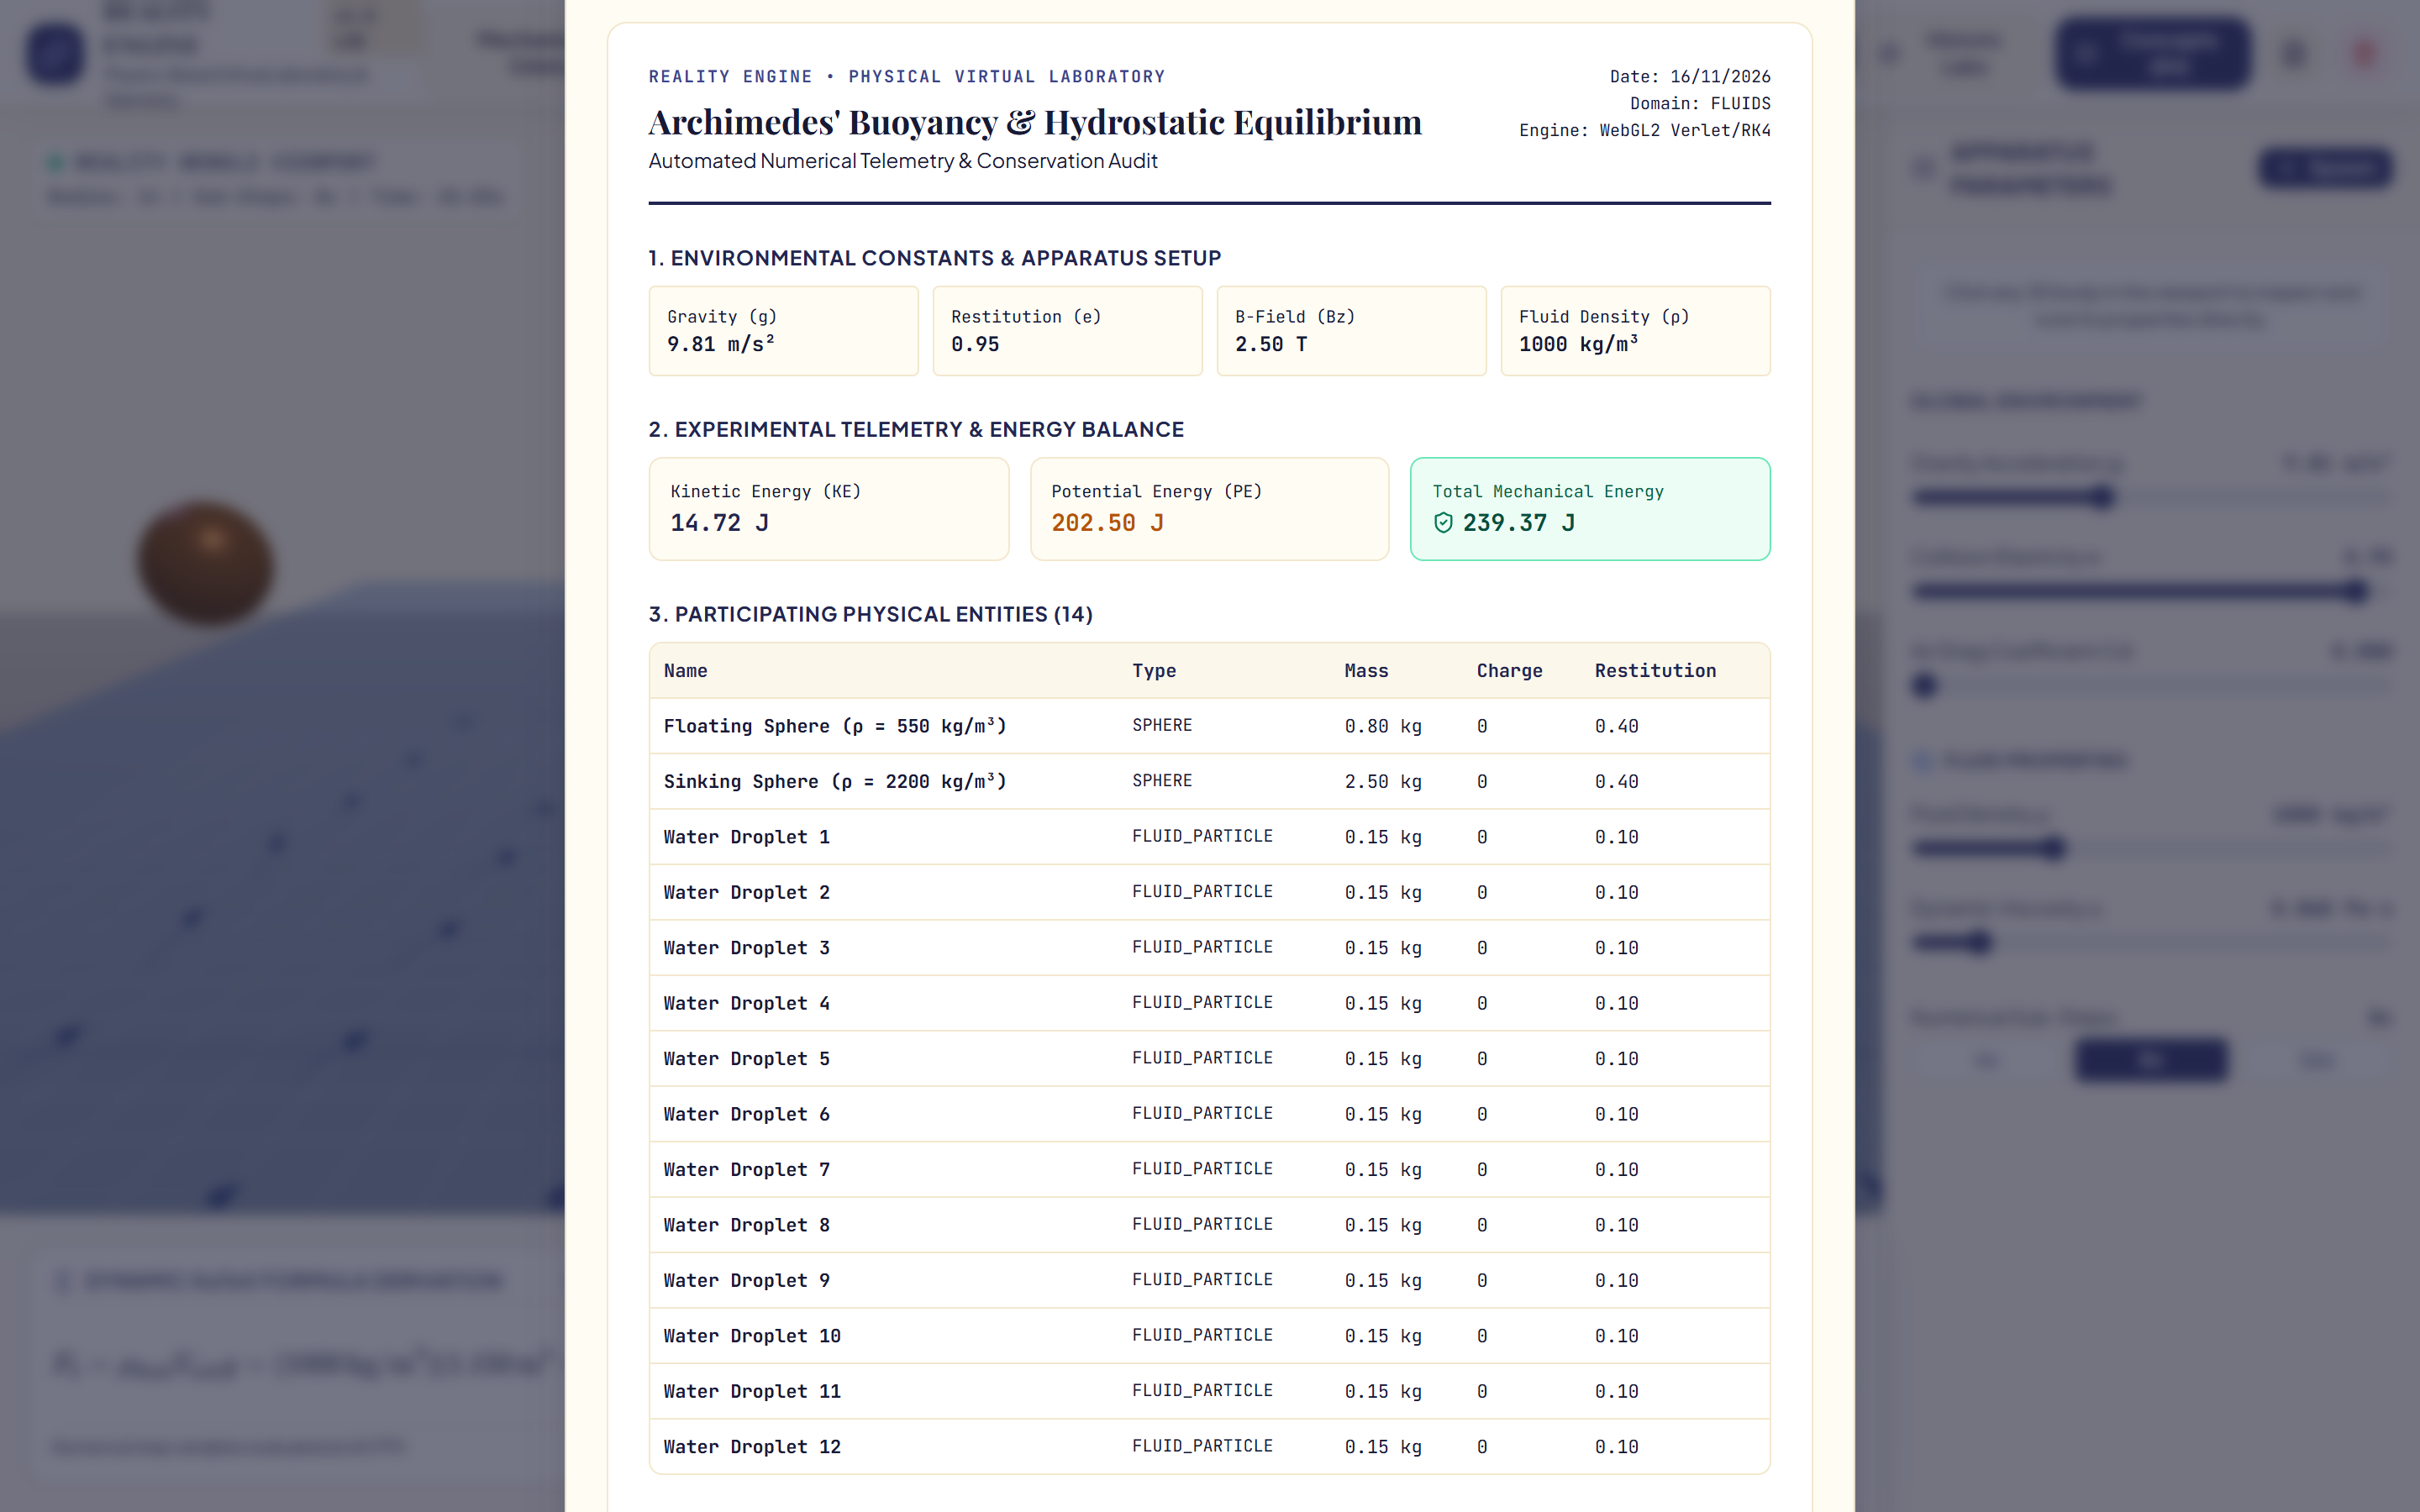 REALITY ENGINE • PHYSICAL VIRTUAL LABORATORY
Archimedes' Buoyancy & Hydrostatic Equilibrium
Automated Numerical Telemetry & Conservation Audit
Date: 16/11/2026
Domain: FLUIDS
Engine: WebGL2 Verlet/RK4
1. ENVIRONMENTAL CONSTANTS & APPARATUS SETUP
Gravity (g)
9.81 m/s²
Restitution (e)
0.95
B-Field (Bz)
2.50 T
Fluid Density (ρ)
1000 kg/m³
2. EXPERIMENTAL TELEMETRY & ENERGY BALANCE
Kinetic Energy (KE)
14.72 J
Potential Energy (PE)
202.50 J
Total Mechanical Energy
239.37 J
3. PARTICIPATING PHYSICAL ENTITIES (14)
Name Type Mass Charge Restitution
Floating Sphere (ρ = 550 kg/m³) SPHERE 0.80 kg 0 0.40
Sinking Sphere (ρ = 2200 kg/m³) SPHERE 2.50 kg 0 0.40
Water Droplet 1 FLUID_PARTICLE 0.15 kg 0 0.10
Water Droplet 2 FLUID_PARTICLE 0.15 kg 0 0.10
Water Droplet 3 FLUID_PARTICLE 0.15 kg 0 0.10
Water Droplet 4 FLUID_PARTICLE 0.15 kg 0 0.10
Water Droplet 5 FLUID_PARTICLE 0.15 kg 0 0.10
Water Droplet 6 FLUID_PARTICLE 0.15 kg 0 0.10
Water Droplet 7 FLUID_PARTICLE 0.15 kg 0 0.10
Water Droplet 8 FLUID_PARTICLE 0.15 kg 0 0.10
Water Droplet 9 FLUID_PARTICLE 0.15 kg 0 0.10
Water Droplet 10 FLUID_PARTICLE 0.15 kg 0 0.10
Water Droplet 11 FLUID_PARTICLE 0.15 kg 0 0.10
Water Droplet 12 FLUID_PARTICLE 0.15 kg 0 0.10
APPARATUS
PARAMETERS
GLOBAL ENVIRONMENT
FLUID PROPERTIES